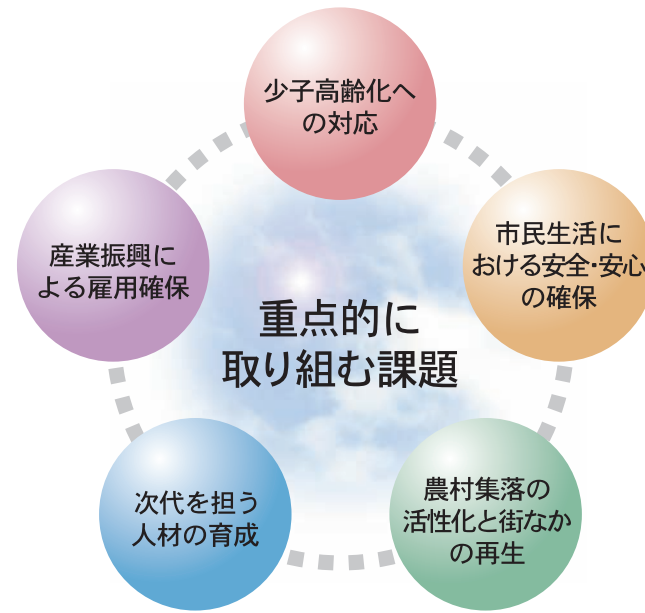 少子高齢化へ
の対応
市民生活に
おける安全・安心
の確保
農村集落の
活性化と街なか
の再生
次代を担う
人材の育成
産業振興に
よる雇用確保
重点的に
取り組む課題